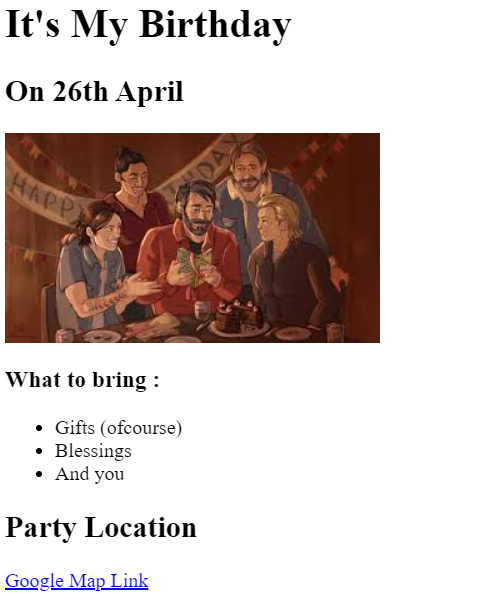 It's My Birthday
On 26th April
HAPPY
What to bring :
Gifts (ofcourse)
Blessings
And you
Party Location
Google Map Link